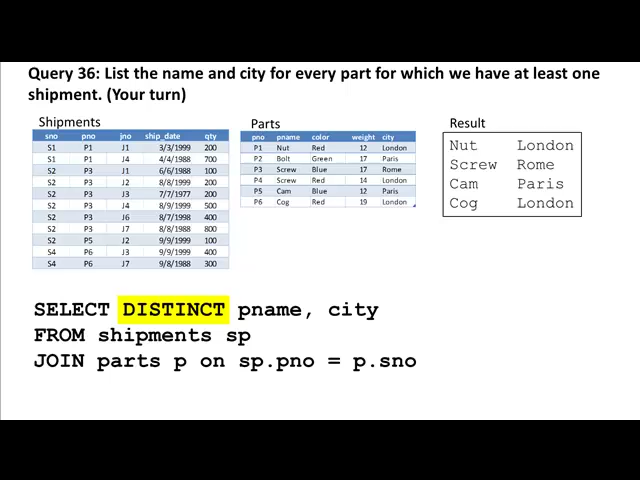 Query 36: List the name and city for every part for which we have at least one
shipment. (Your turn)
Shipments
sno pno jno ship_date qty
S1 P1 J1 3/3/1999 200
S1 P1 J4 4/4/1988 700
S2 P3 J1 6/6/1988 100
S2 P3 J2 8/8/1999 200
S2 P3 J3 7/7/1977 200
S2 P3 J4 8/9/1999 500
S2 P3 J6 8/7/1998 400
S2 P3 J7 8/8/1988 800
S2 P5 J2 9/9/1999 100
S4 P6 J3 9/9/1999 400
S4 P6 J7 9/8/1988 300
Parts
pno pname color weight city
P1 Nut Red 12 London
P2 Bolt Green 17 Paris
P3 Screw Blue 17 Rome
P4 Screw Red 14 London
P5 Cam Blue 12 Paris
P6 Cog Red 19 London
Result
Nut London
Screw Rome
Cam Paris
Cog London
SELECT DISTINCT pname, city
FROM shipments sp
JOIN parts p on sp.pno = p.sno